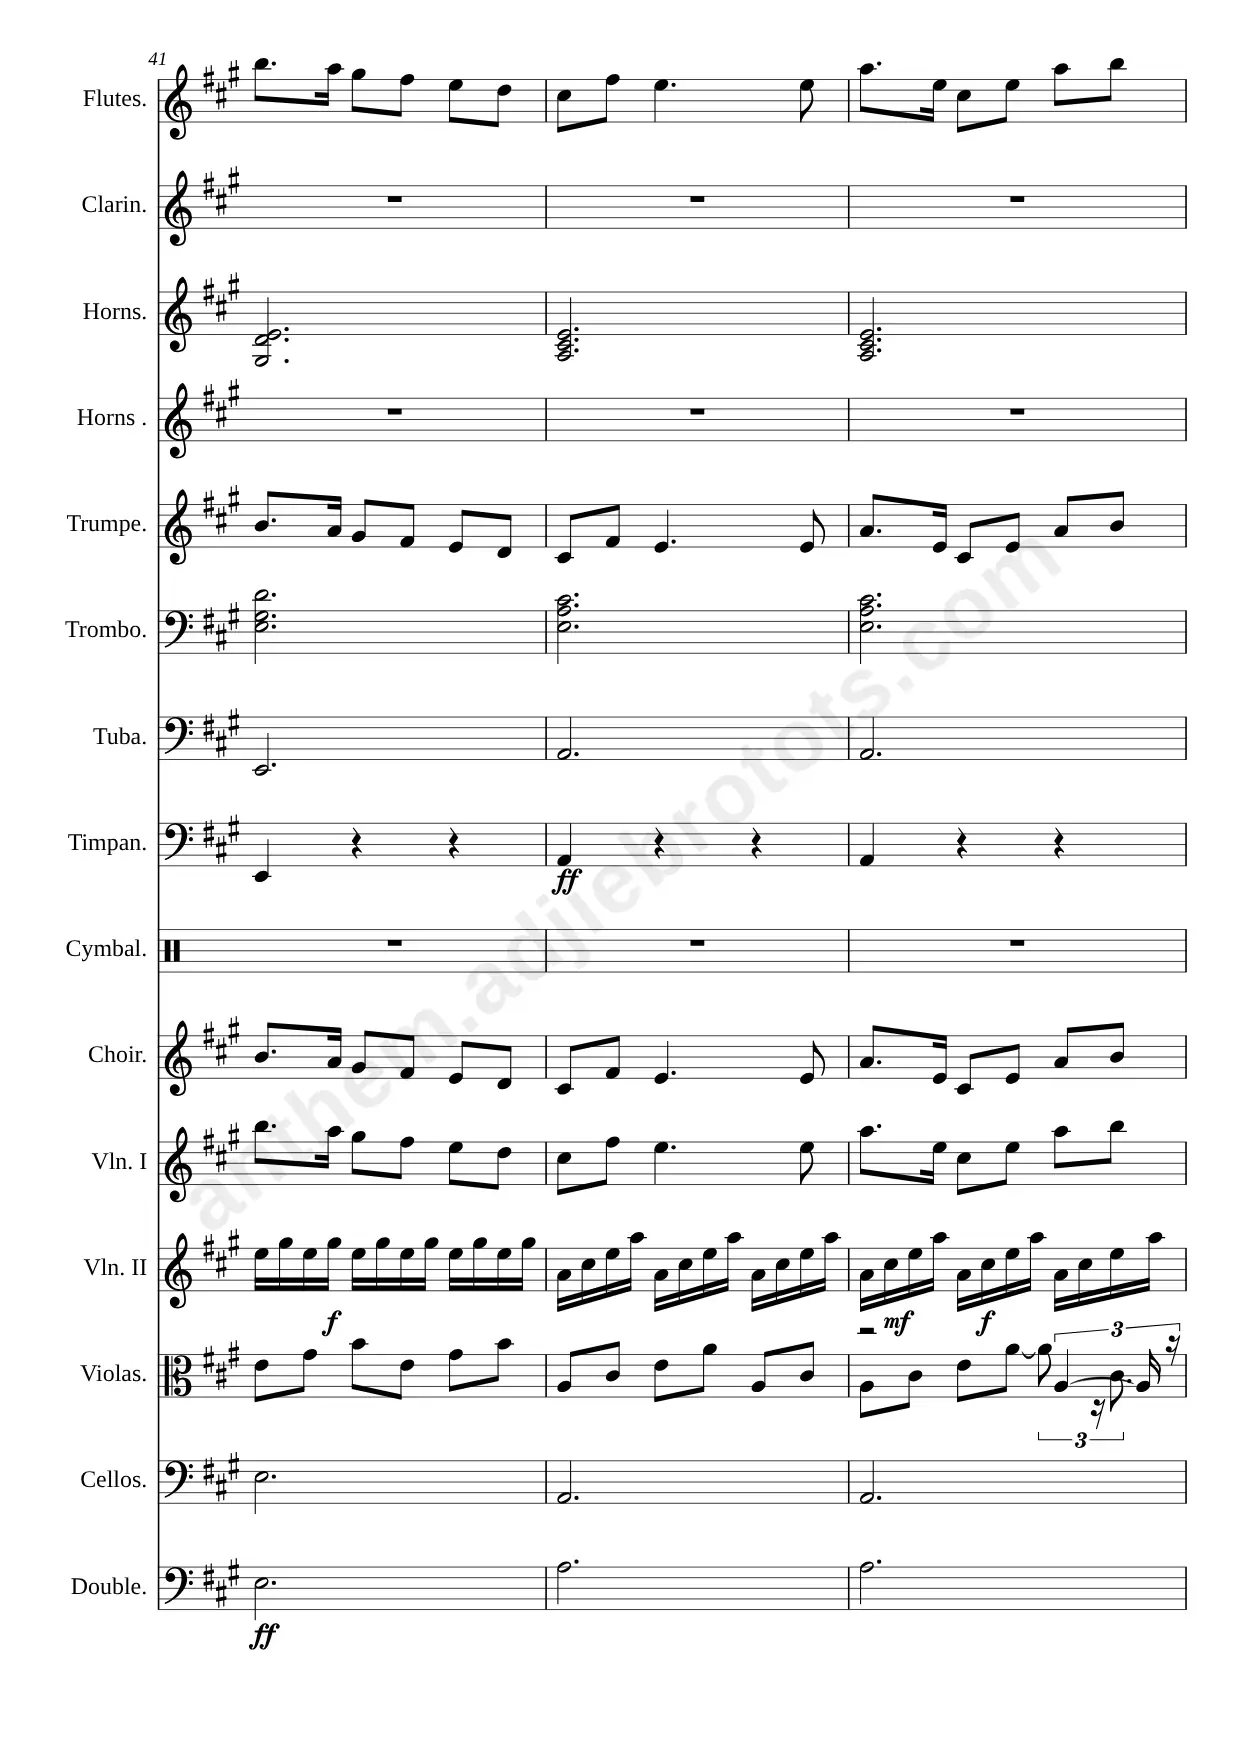 41
Flutes.
Clarin.
Horns.
Horns .
Trumpe.
Trombo.
Tuba.
Timpan.
ff
Cymbal.
Choir.
Vln. I
Vln. II
f mf f
3
Violas.
3
Cellos.
Double.
ff
anthem.adjiebrotots.com